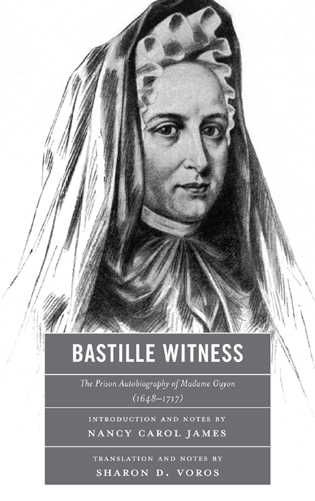 BASTILLE WITNESS
The Prison Autobiography of Madame Guyon
(1648–1717)
INTRODUCTION AND NOTES BY
NANCY CAROL JAMES
TRANSLATION AND NOTES BY
SHARON D. VOROS